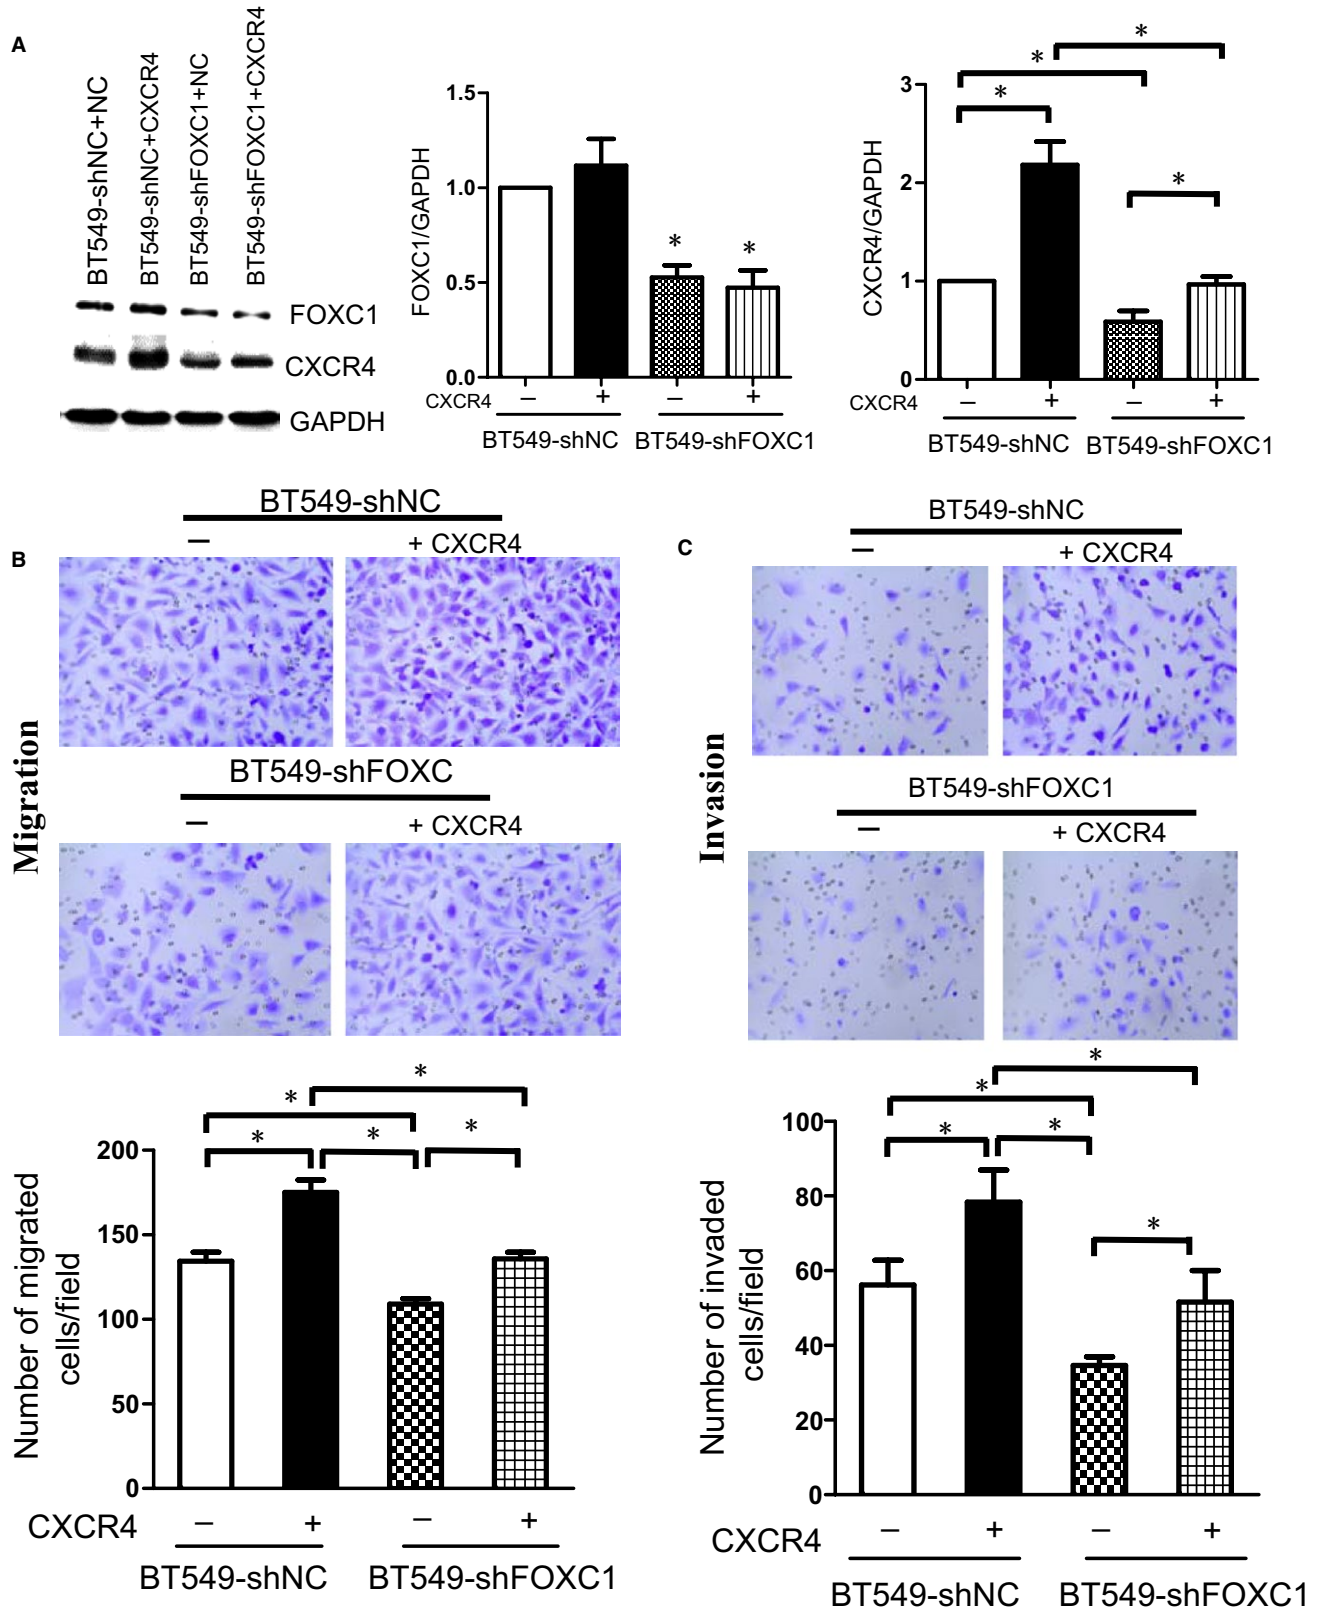 A
BT549-shNC+NC
BT549-shNC+CXCR4
BT549-shFOXC1+NC
BT549-shFOXC1+CXCR4
FOXC1
CXCR4
GAPDH
FOXC1/GAPDH
1.5
1.0
0.5
0.0
* *
CXCR4 – + – +
BT549-shNC BT549-shFOXC1
CXCR4/GAPDH
3
2
1
0
*
*
*
*
CXCR4 – + – +
BT549-shNC BT549-shFOXC1
B
Migration
BT549-shNC
– + CXCR4
BT549-shFOXC
– + CXCR4
*
*
* * *
Number of migrated
cells/field
200
150
100
50
0
CXCR4 – + – +
BT549-shNC BT549-shFOXC1
C
Invasion
BT549-shNC
– + CXCR4
BT549-shFOXC1
– + CXCR4
*
*
* *
*
Number of invaded
cells/field
100
80
60
40
20
0
CXCR4 – + – +
BT549-shNC BT549-shFOXC1